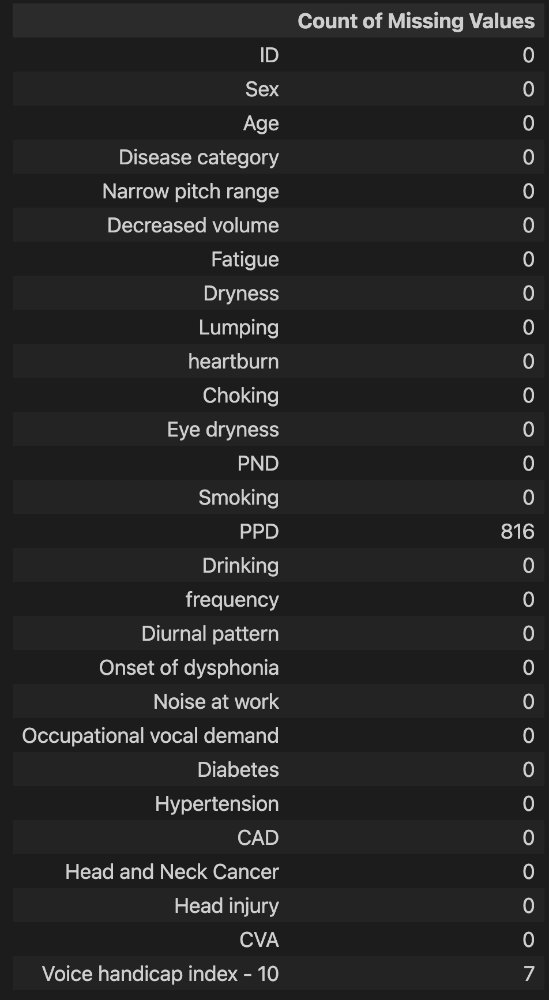 Count of Missing Values
ID 0
Sex 0
Age 0
Disease category 0
Narrow pitch range 0
Decreased volume 0
Fatigue 0
Dryness 0
Lumping 0
heartburn 0
Choking 0
Eye dryness 0
PND 0
Smoking 0
PPD 816
Drinking 0
frequency 0
Diurnal pattern 0
Onset of dysphonia 0
Noise at work 0
Occupational vocal demand 0
Diabetes 0
Hypertension 0
CAD 0
Head and Neck Cancer 0
Head injury 0
CVA 0
Voice handicap index - 10 7